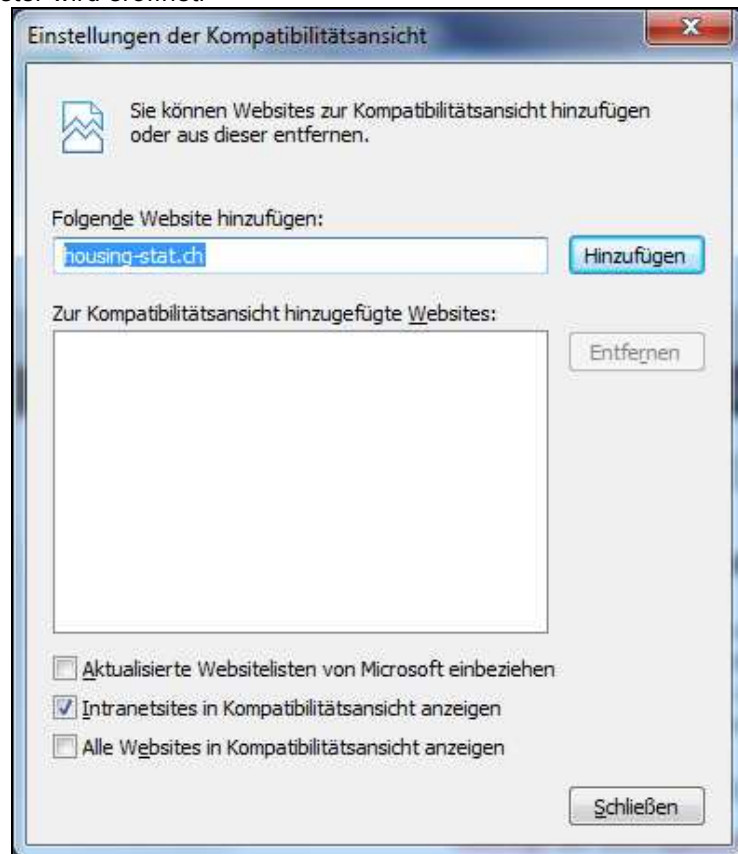 wird eröffnet.
Einstellungen der Kompatibilitätsansicht
Sie können Websites zur Kompatibilitätsansicht hinzufügen
oder aus dieser entfernen.
Folgende Website hinzufügen:
housing-stat.ch
Hinzufügen
Zur Kompatibilitätsansicht hinzugefügte Websites:
Entfernen
Aktualisierte Websitelisten von Microsoft einbeziehen
Intranetsites in Kompatibilitätsansicht anzeigen
Alle Websites in Kompatibilitätsansicht anzeigen
Schließen